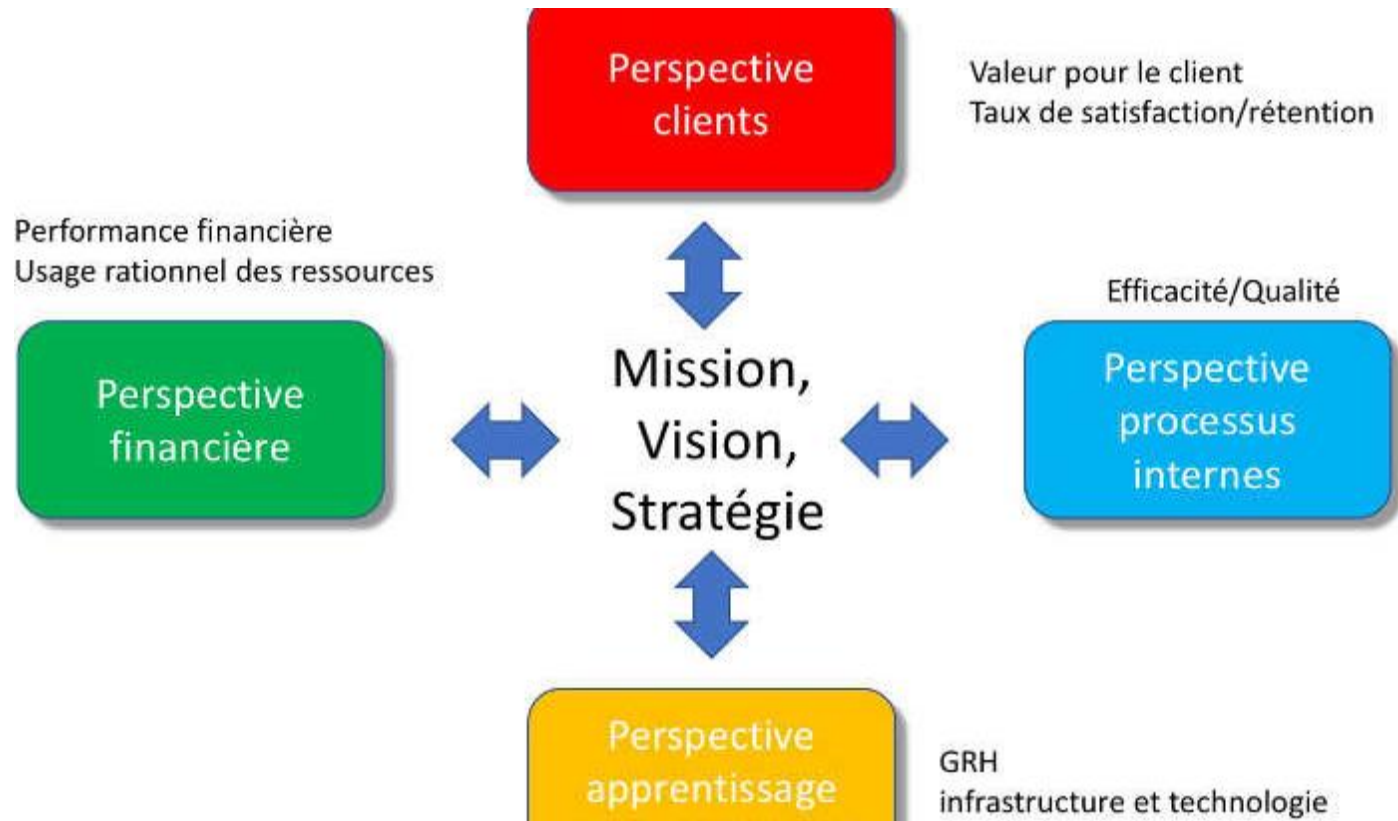 Perspective
clients
Valeur pour le client
Taux de satisfaction/rétention
Performance financière
Usage rationnel des ressources
Efficacité/Qualité
Perspective
financière
Mission,
Vision,
Stratégie
Perspective
processus
internes
Perspective
apprentissage
GRH
infrastructure et technologie